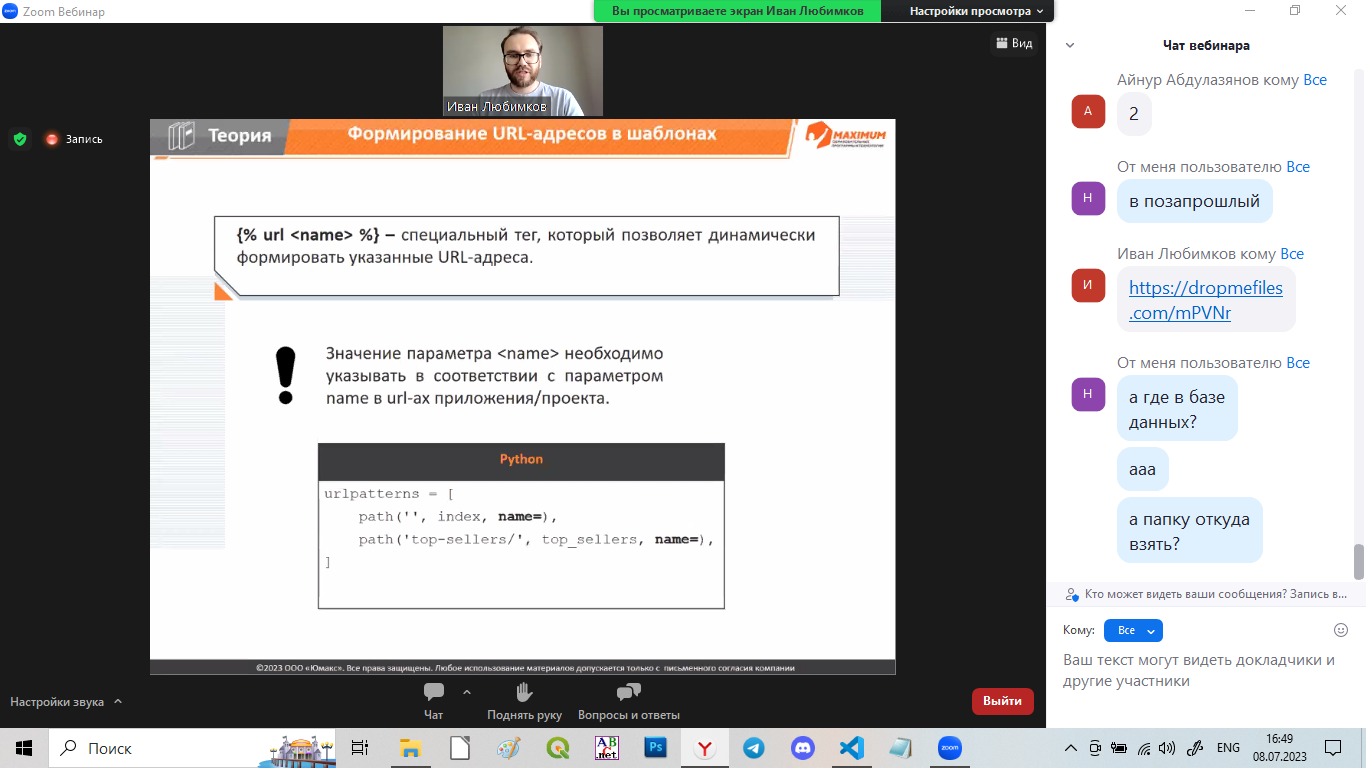 Zoom Вебинар
Вы просматриваете экран Иван Любимков
Настройки просмотра
Вид
Запись
Иван Любимков
Теория
Формирование URL-адресов в шаблонах
MAXIMUM
{% url <name> %} – специальный тег, который позволяет динамически
формировать указанные URL-адреса.
Значение параметра <name> необходимо
указывать в соответствии с параметром
name в url-ах приложения/проекта.
Python
urlpatterns = [
path('', index, name=),
path('top-sellers/', top_sellers, name=),
]
©2023 ООО «Юмакс». Все права защищены. Любое использование материалов допускается только с письменного согласия компании
Настройки звука
Чат
Поднять руку
Вопросы и ответы
Выйти
Чат вебинара
Айнур Абдулазянов кому Все
А
2
От меня пользователю Все
Н
в позапрошлый
Иван Любимков кому Все
И
https://dropmefiles
.com/mPVNr
От меня пользователю Все
Н
а где в базе
данных?
ааа
а папку откуда
взять?
Кто может видеть ваши сообщения? Запись в...
Кому:
Все
Ваш текст могут видеть докладчики и
другие участники
Поиск
ABC
.net
Ps
Y
zoom
ENG
16:49
08.07.2023